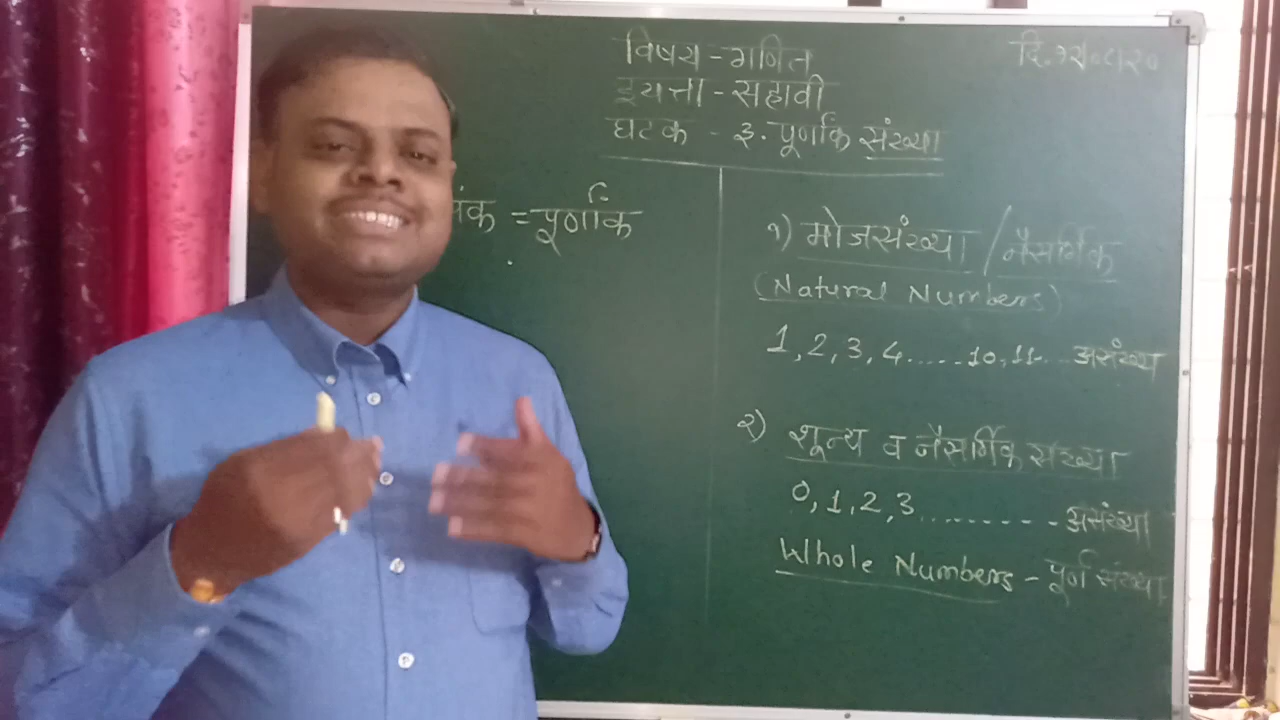 विषय - गणित
इयत्ता - सहावी
घटक - ३. पूर्णांक संख्या
= पूर्णांक
१) मोजसंख्या / नैसर्गिक
(Natural Numbers)
1, 2, 3, 4 ..... 10, 11 ... असंख्य
२) शून्य व नैसर्गिक संख्या
0, 1, 2, 3 ......... असंख्या
Whole Numbers - पूर्ण संख्या